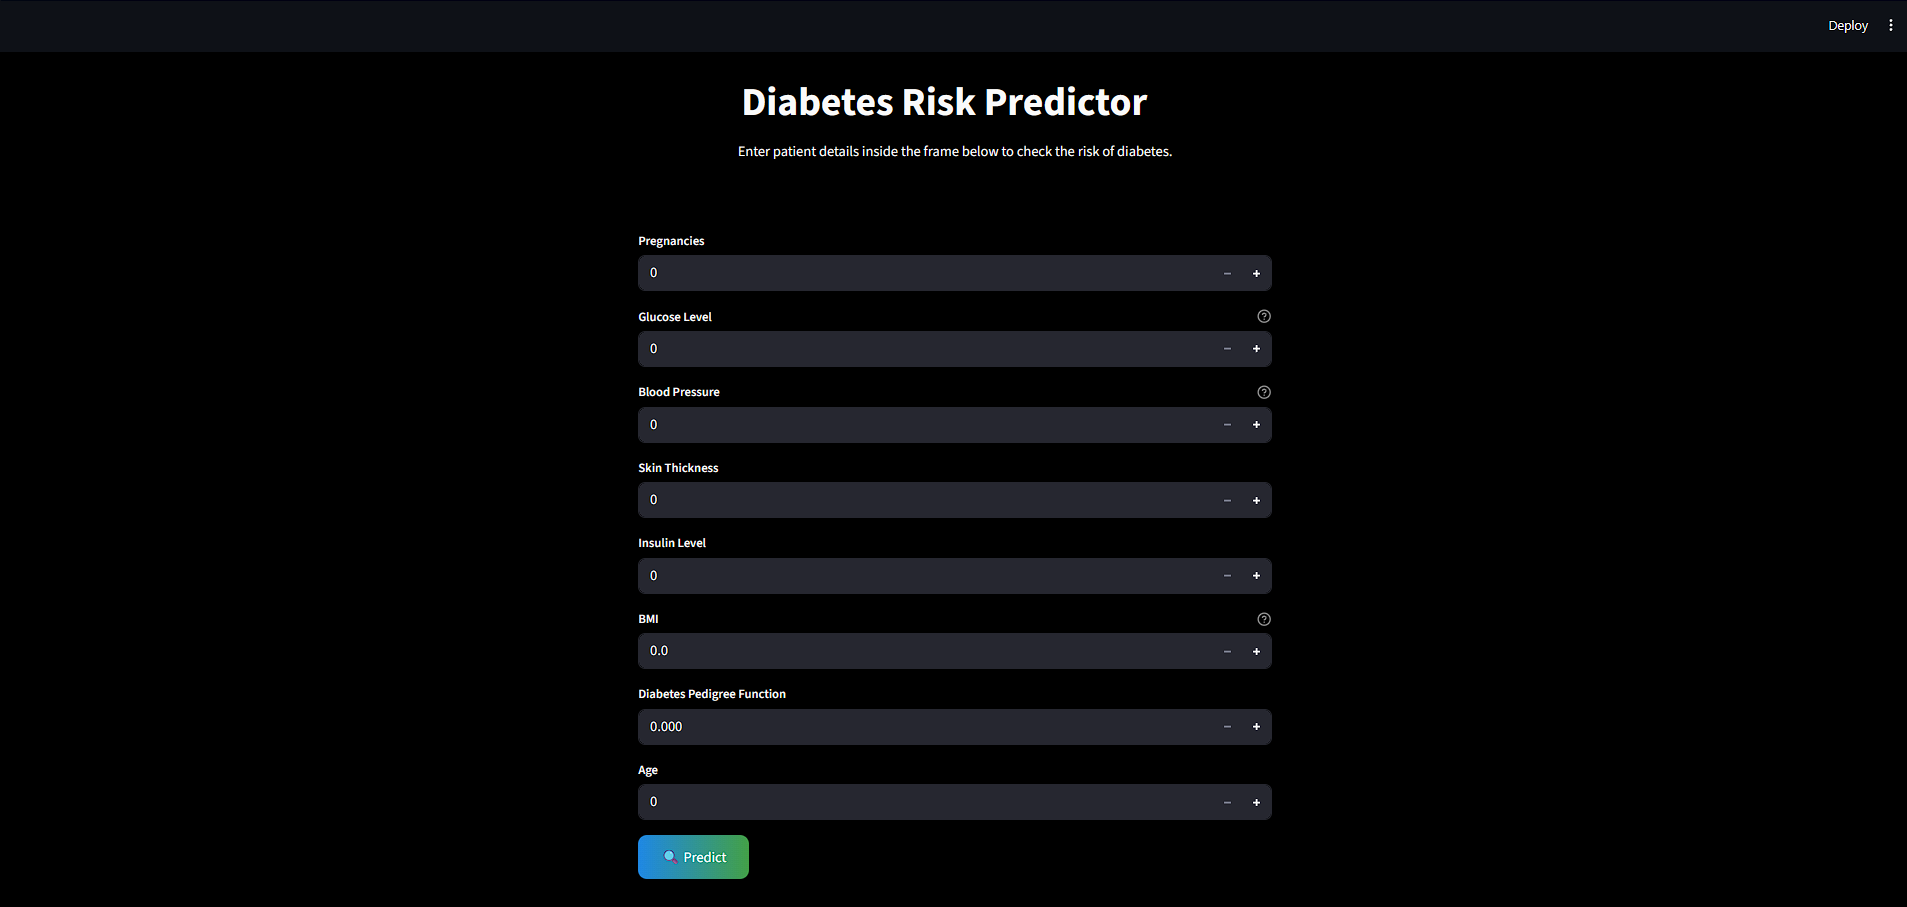 Deploy
Diabetes Risk Predictor
Enter patient details inside the frame below to check the risk of diabetes.
Pregnancies
0
Glucose Level
0
Blood Pressure
0
Skin Thickness
0
Insulin Level
0
BMI
0.0
Diabetes Pedigree Function
0.000
Age
0
Predict